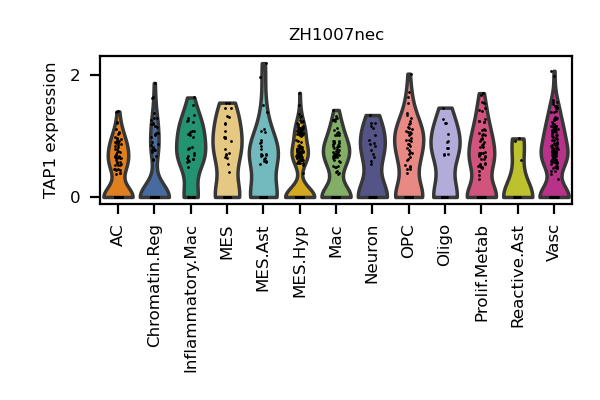 ZH1007nec
TAP1 expression
2
0
AC
Chromatin.Reg
Inflammatory.Mac
MES
MES.Ast
MES.Hyp
Mac
Neuron
OPC
Oligo
Prolif.Metab
Reactive.Ast
Vasc